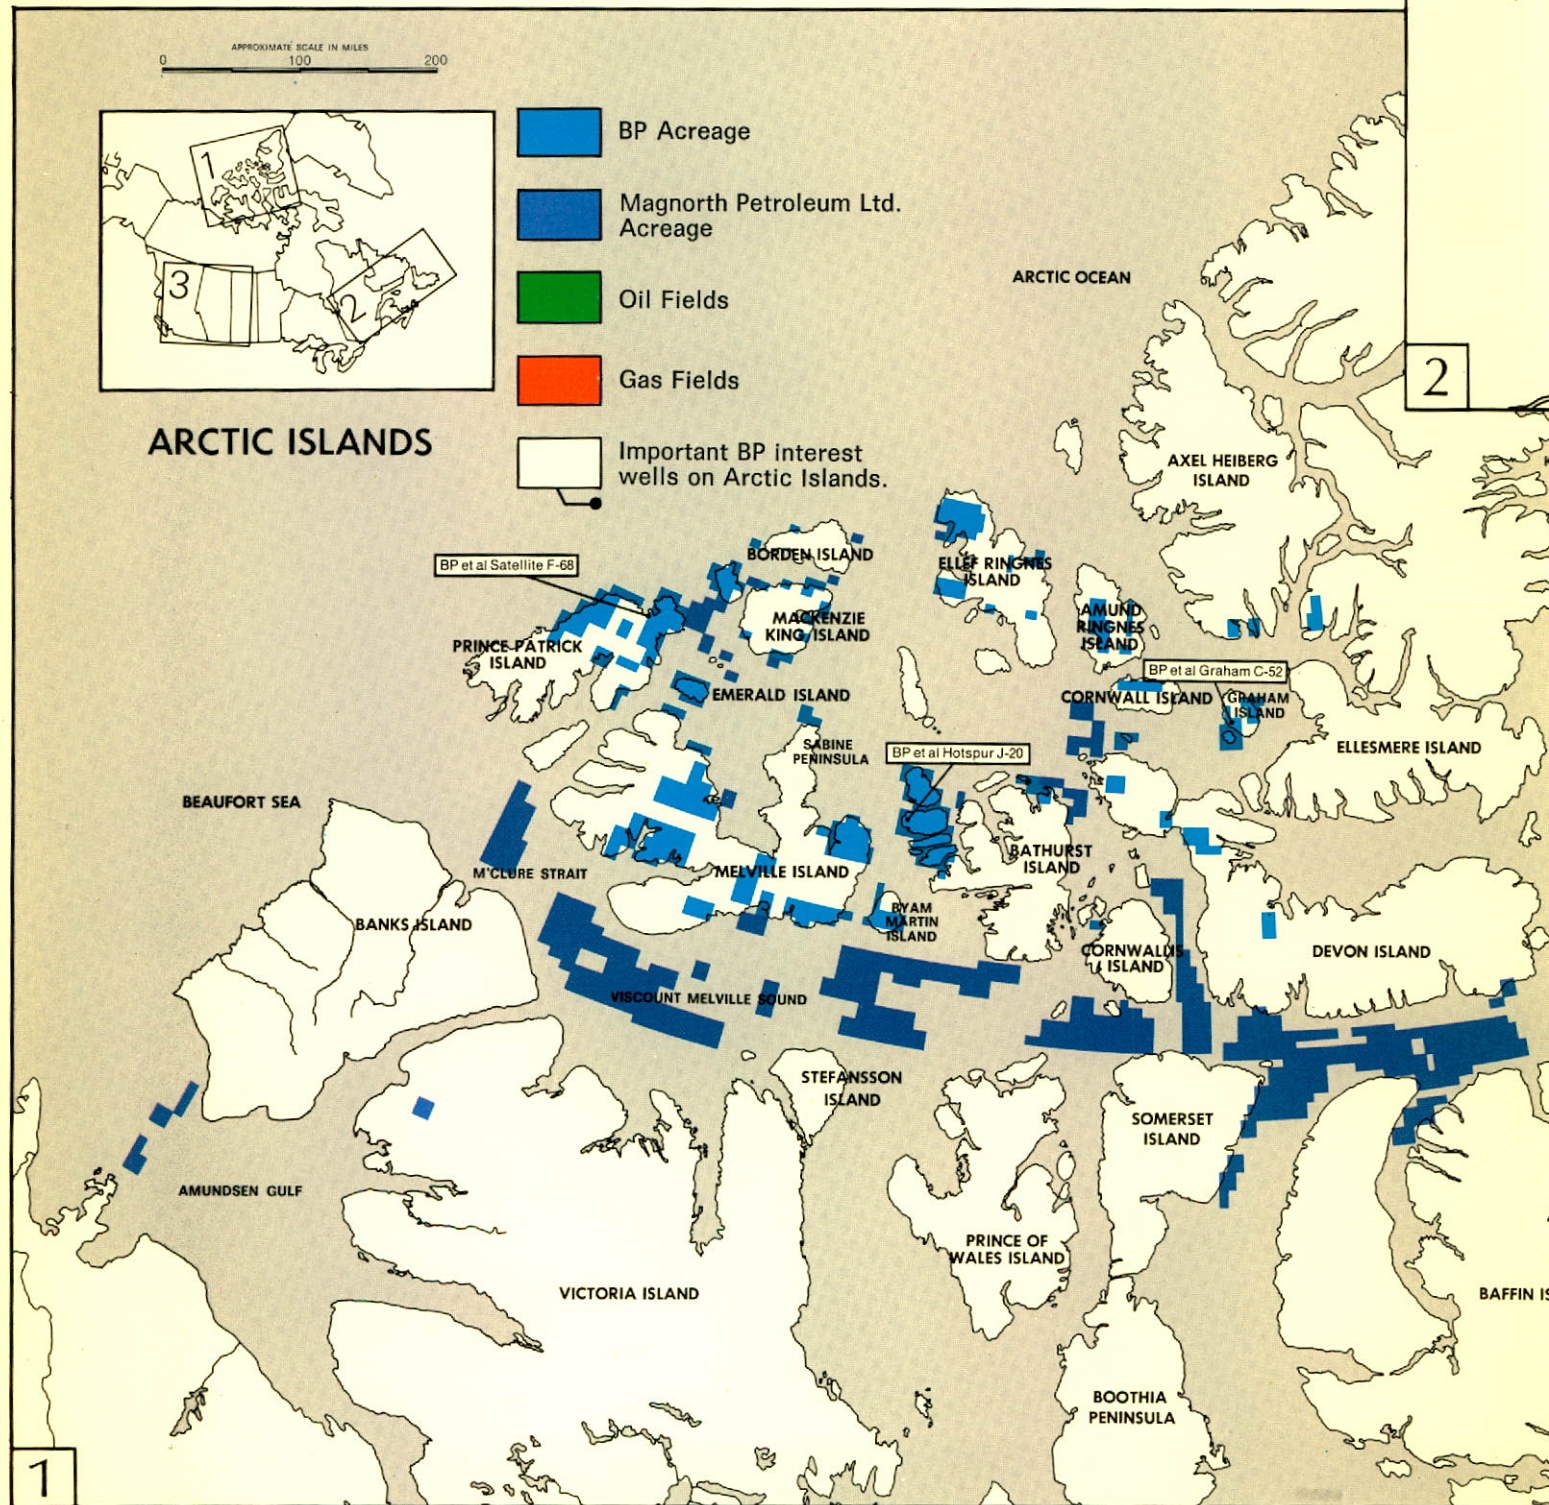 APPROXIMATE SCALE IN MILES
0 100 200
1
2
3
BP Acreage
Magnorth Petroleum Ltd.
Acreage
Oil Fields
Gas Fields
Important BP interest
wells on Arctic Islands.
ARCTIC ISLANDS
ARCTIC OCEAN
2
AXEL HEIBERG
ISLAND
BORDEN ISLAND
BP et al Satellite F-68
ELLEF RINGNES
ISLAND
MACKENZIE
KING ISLAND
AMUND
RINGNES
ISLAND
PRINCE PATRICK
ISLAND
BP et al Graham C-52
EMERALD ISLAND
CORNWALL ISLAND
GRAHAM
ISLAND
SABINE
PENINSULA
BP et al Hotspur J-20
ELLESMERE ISLAND
BEAUFORT SEA
M'CLURE STRAIT
MELVILLE ISLAND
BATHURST
ISLAND
BANKS ISLAND
BYAM
MARTIN
ISLAND
CORNWALLIS
ISLAND
DEVON ISLAND
VISCOUNT MELVILLE SOUND
STEFANSSON
ISLAND
SOMERSET
ISLAND
AMUNDSEN GULF
PRINCE OF
WALES ISLAND
VICTORIA ISLAND
BAFFIN IS
BOOTHIA
PENINSULA
1